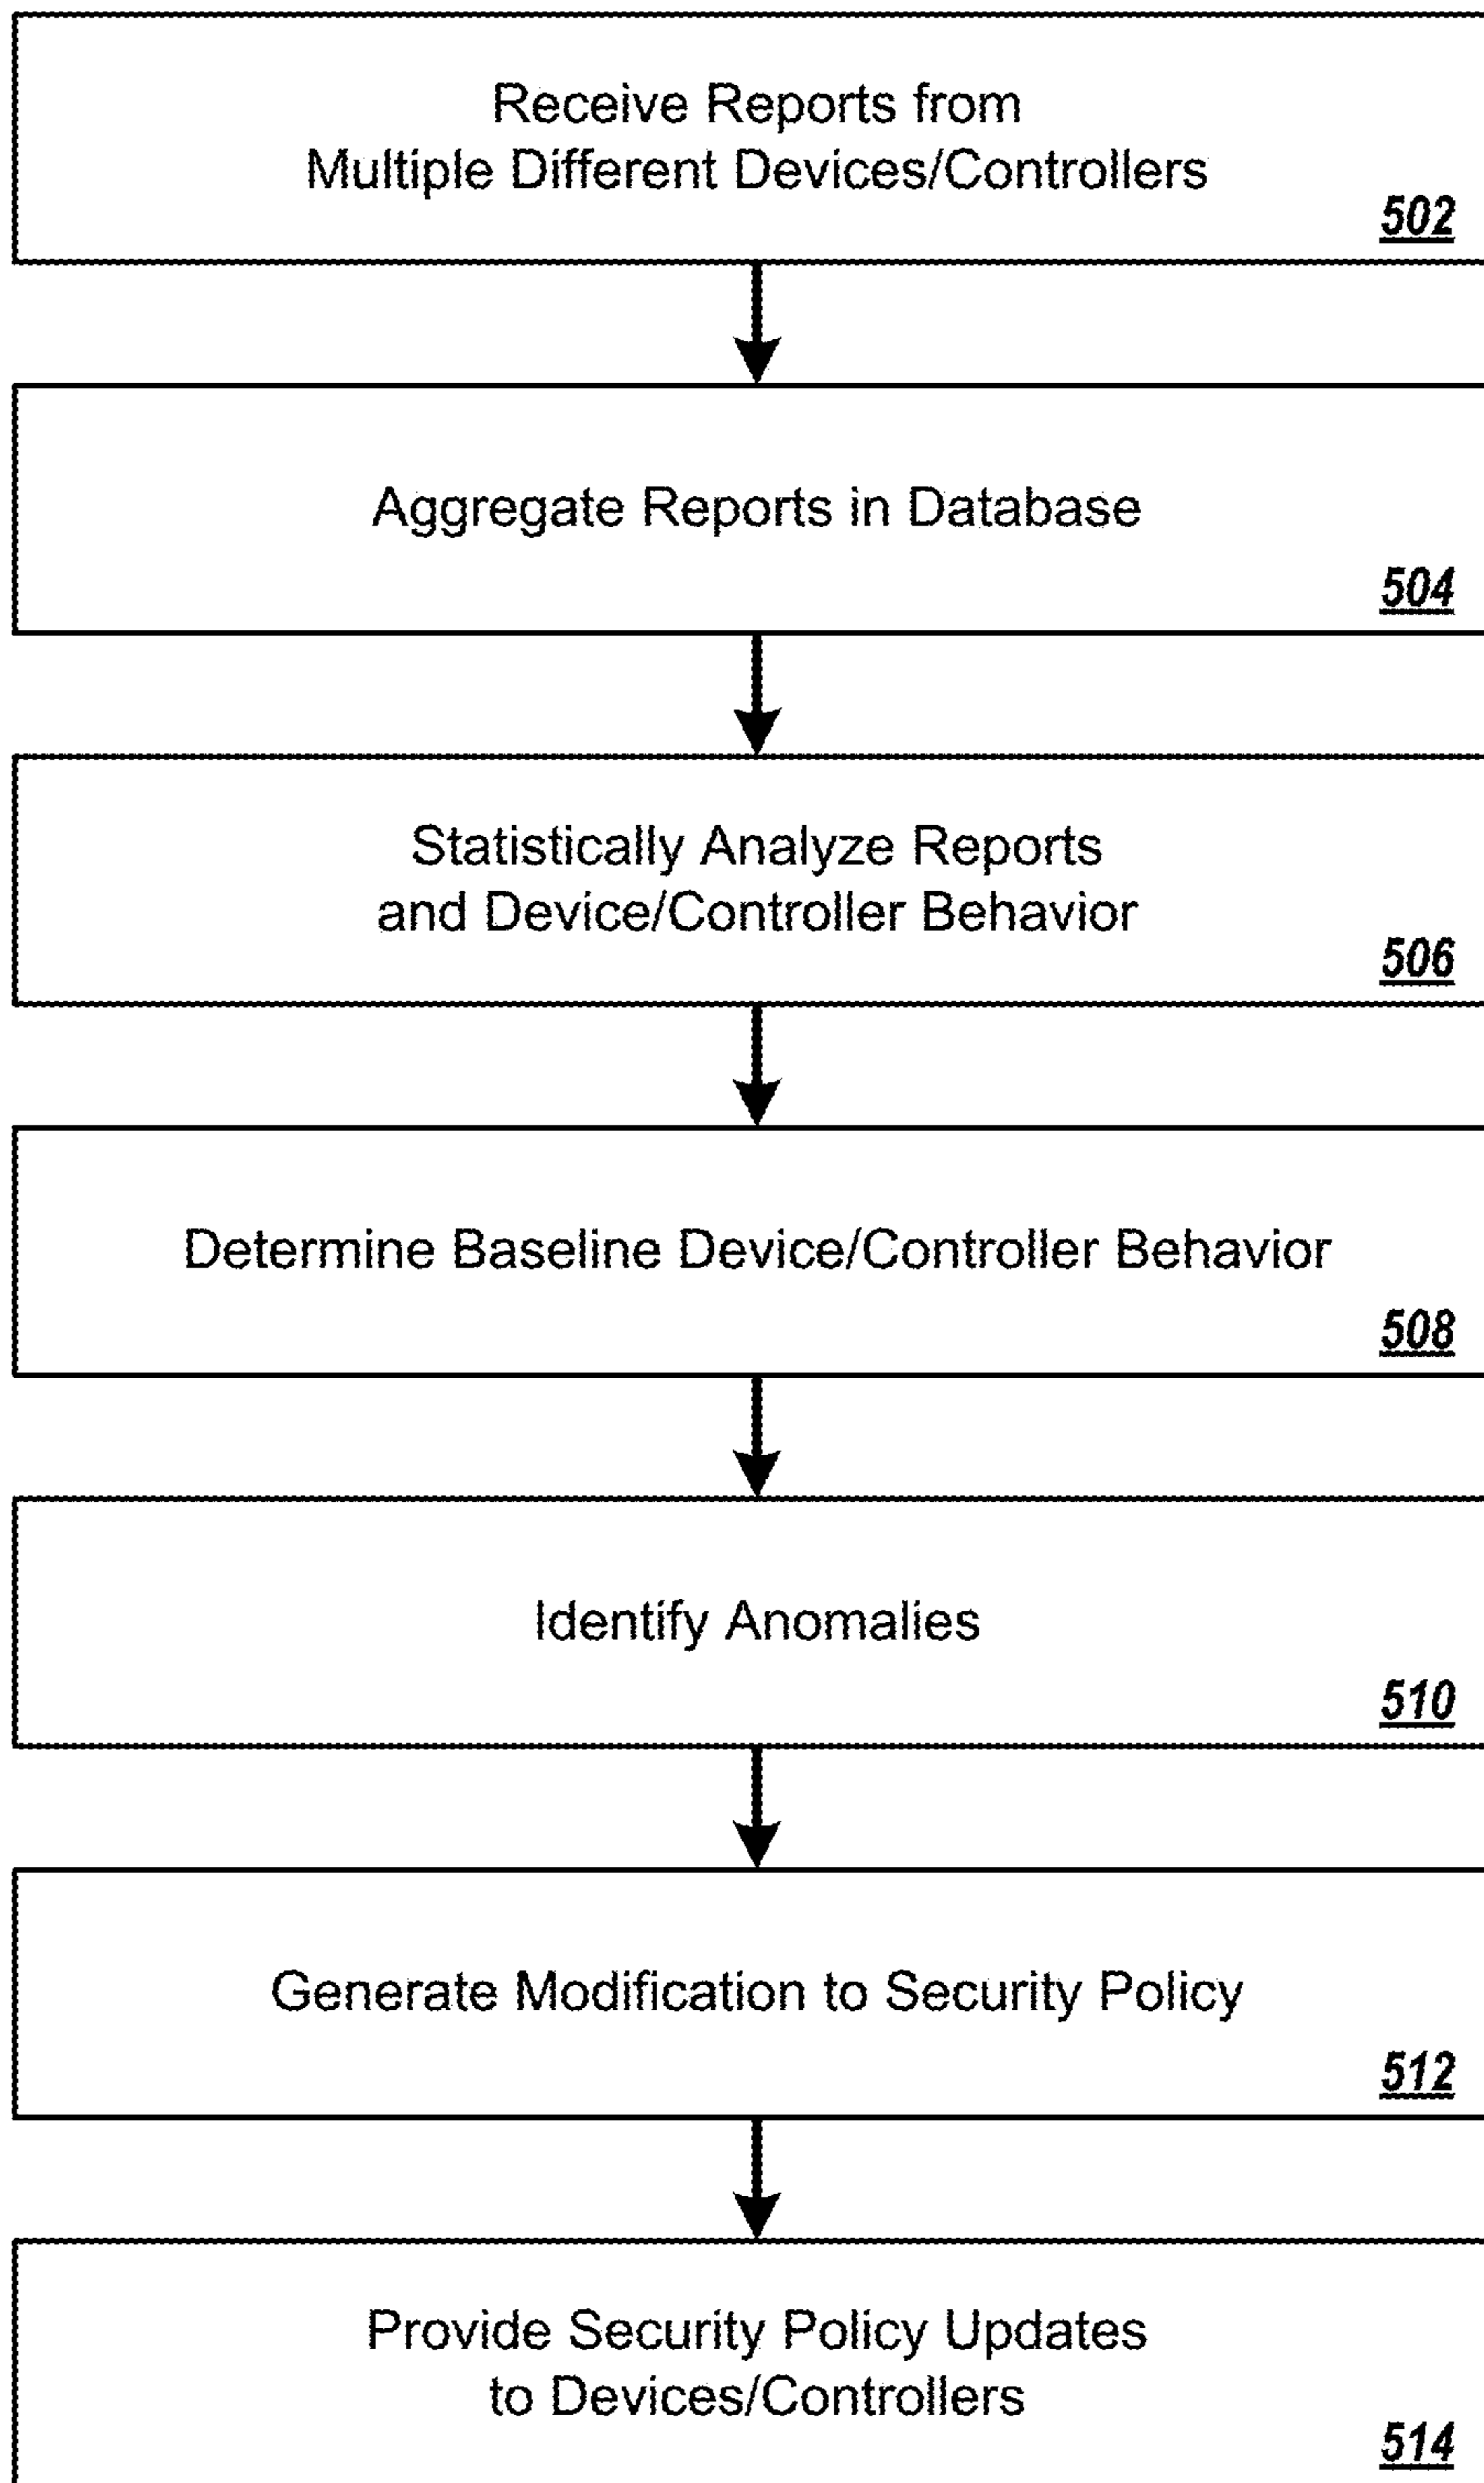 Receive Reports from
Multiple Different Devices/Controllers
502
Aggregate Reports in Database
504
Statistically Analyze Reports
and Device/Controller Behavior
506
Determine Baseline Device/Controller Behavior
508
Identify Anomalies
510
Generate Modification to Security Policy
512
Provide Security Policy Updates
to Devices/Controllers
514